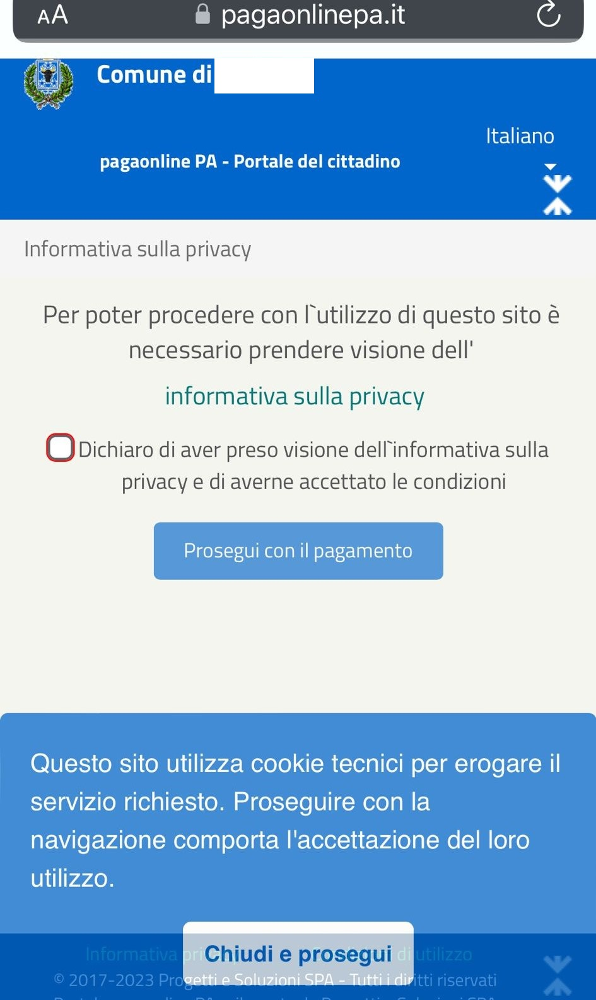 AA pagaonlinepa.it
Comune di
Italiano
pagaonline PA - Portale del cittadino
Informativa sulla privacy
Per poter procedere con l`utilizzo di questo sito è
necessario prendere visione dell'
informativa sulla privacy
Dichiaro di aver preso visione dell`informativa sulla
privacy e di averne accettato le condizioni
Prosegui con il pagamento
Questo sito utilizza cookie tecnici per erogare il
servizio richiesto. Proseguire con la
navigazione comporta l'accettazione del loro
utilizzo.
Chiudi e prosegui
Informativa privacy di utilizzo
© 2017-2023 Progetti e Soluzioni SPA - Tutti i diritti riservati